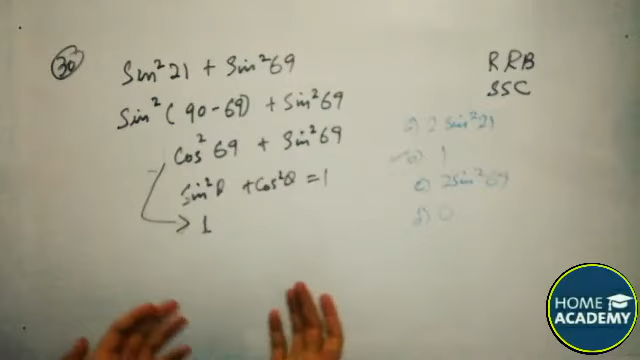 30
Sin²21 + Sin²69
Sin²(90-69) + Sin²69
Cos²69 + Sin²69
Sin²θ + Cos²θ = 1
1
RRB
SSC
a) 2 Sin²21
b) 1
c) 2Sin²69
d) 0
HOME
ACADEMY